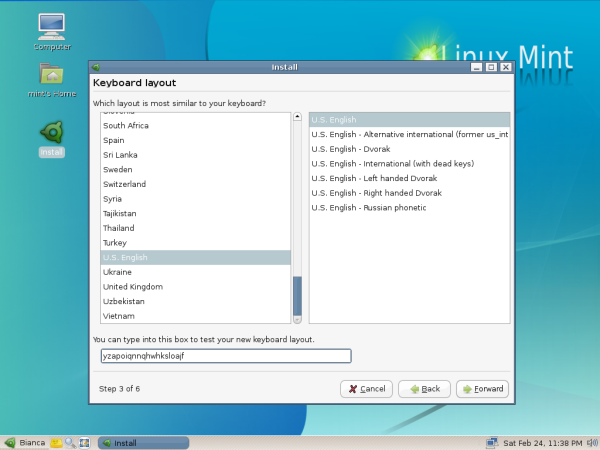 Computer
mint's Home
Install
Linux Mint
Install
Keyboard layout
Which layout is most similar to your keyboard?
Slovenia
South Africa
Spain
Sri Lanka
Sweden
Switzerland
Syria
Tajikistan
Thailand
Turkey
U.S. English
Ukraine
United Kingdom
Uzbekistan
Vietnam
U.S. English
U.S. English - Alternative international (former us_int
U.S. English - Dvorak
U.S. English - International (with dead keys)
U.S. English - Left handed Dvorak
U.S. English - Right handed Dvorak
U.S. English - Russian phonetic
You can type into this box to test your new keyboard layout.
yzapoiqnnqhwhksloajf
Step 3 of 6
Cancel
Back
Forward
Bianca
Install
Sat Feb 24, 11:38 PM